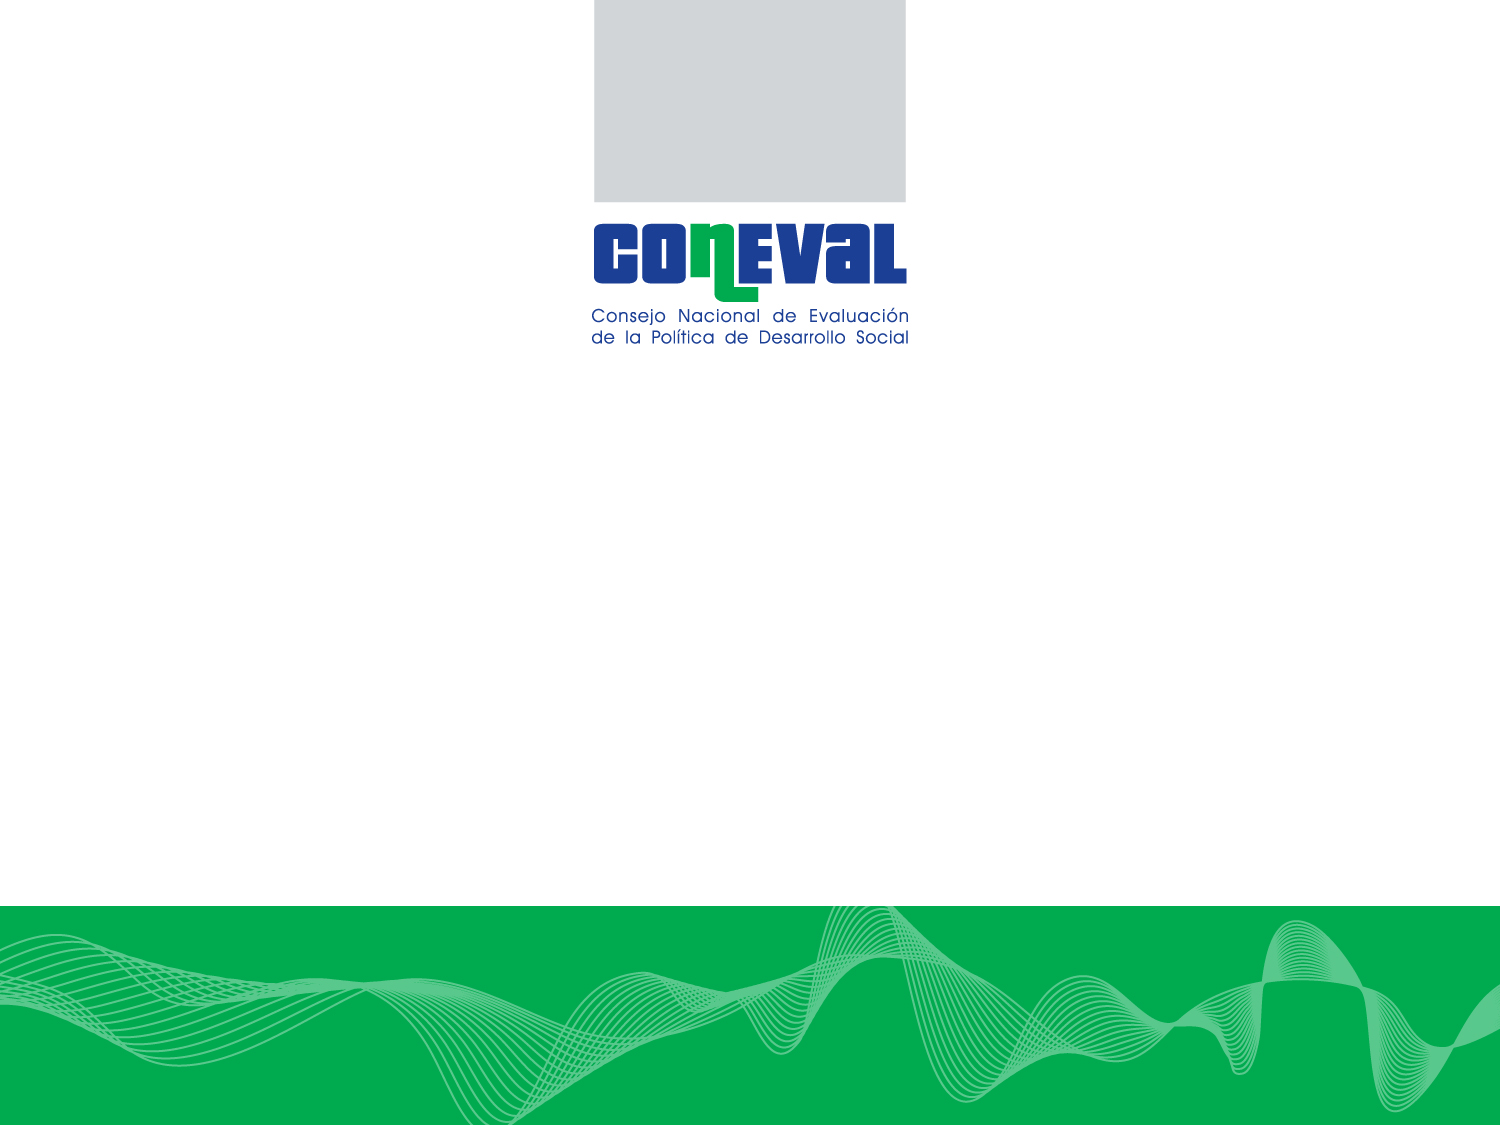 CONEVAL
Consejo Nacional de Evaluación
de la Política de Desarrollo Social